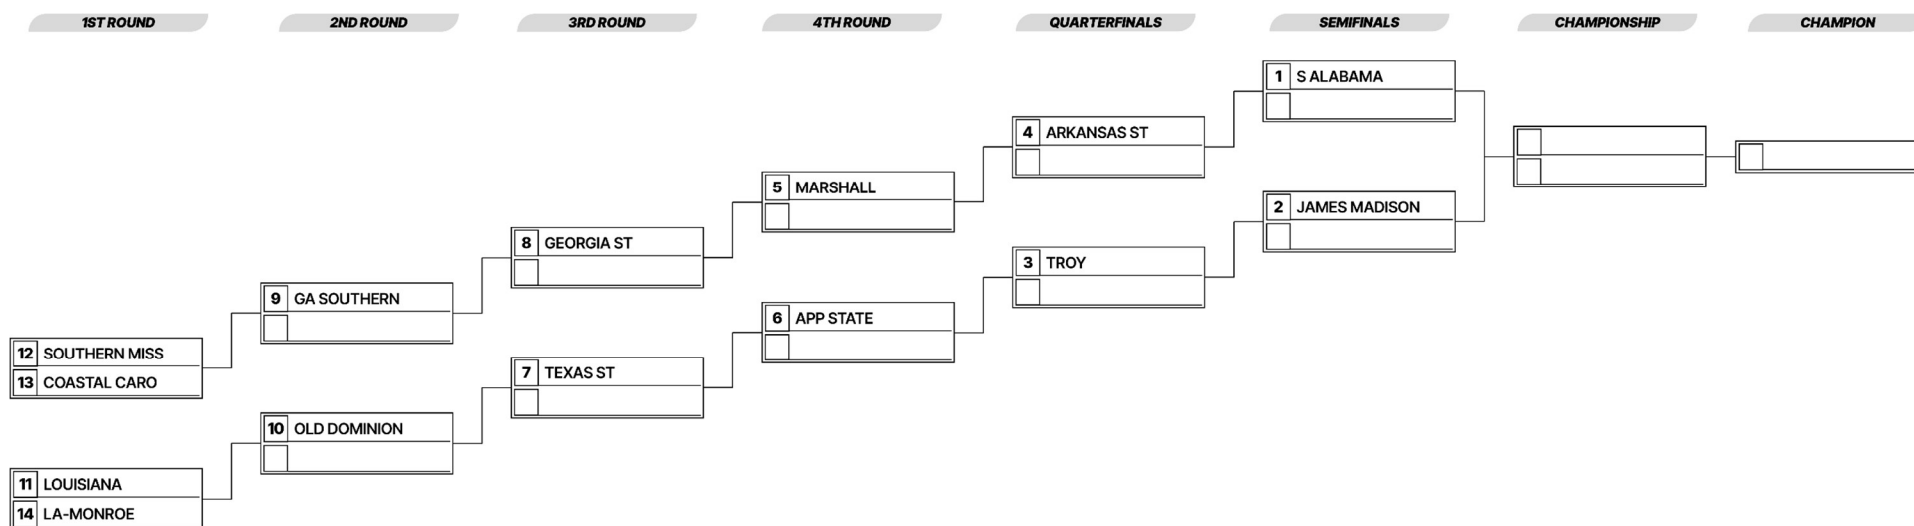 1ST ROUND
2ND ROUND
3RD ROUND
4TH ROUND
QUARTERFINALS
SEMIFINALS
CHAMPIONSHIP
CHAMPION
12 SOUTHERN MISS
13 COASTAL CARO
11 LOUISIANA
14 LA-MONROE
9 GA SOUTHERN
10 OLD DOMINION
8 GEORGIA ST
7 TEXAS ST
5 MARSHALL
6 APP STATE
4 ARKANSAS ST
3 TROY
1 S ALABAMA
2 JAMES MADISON